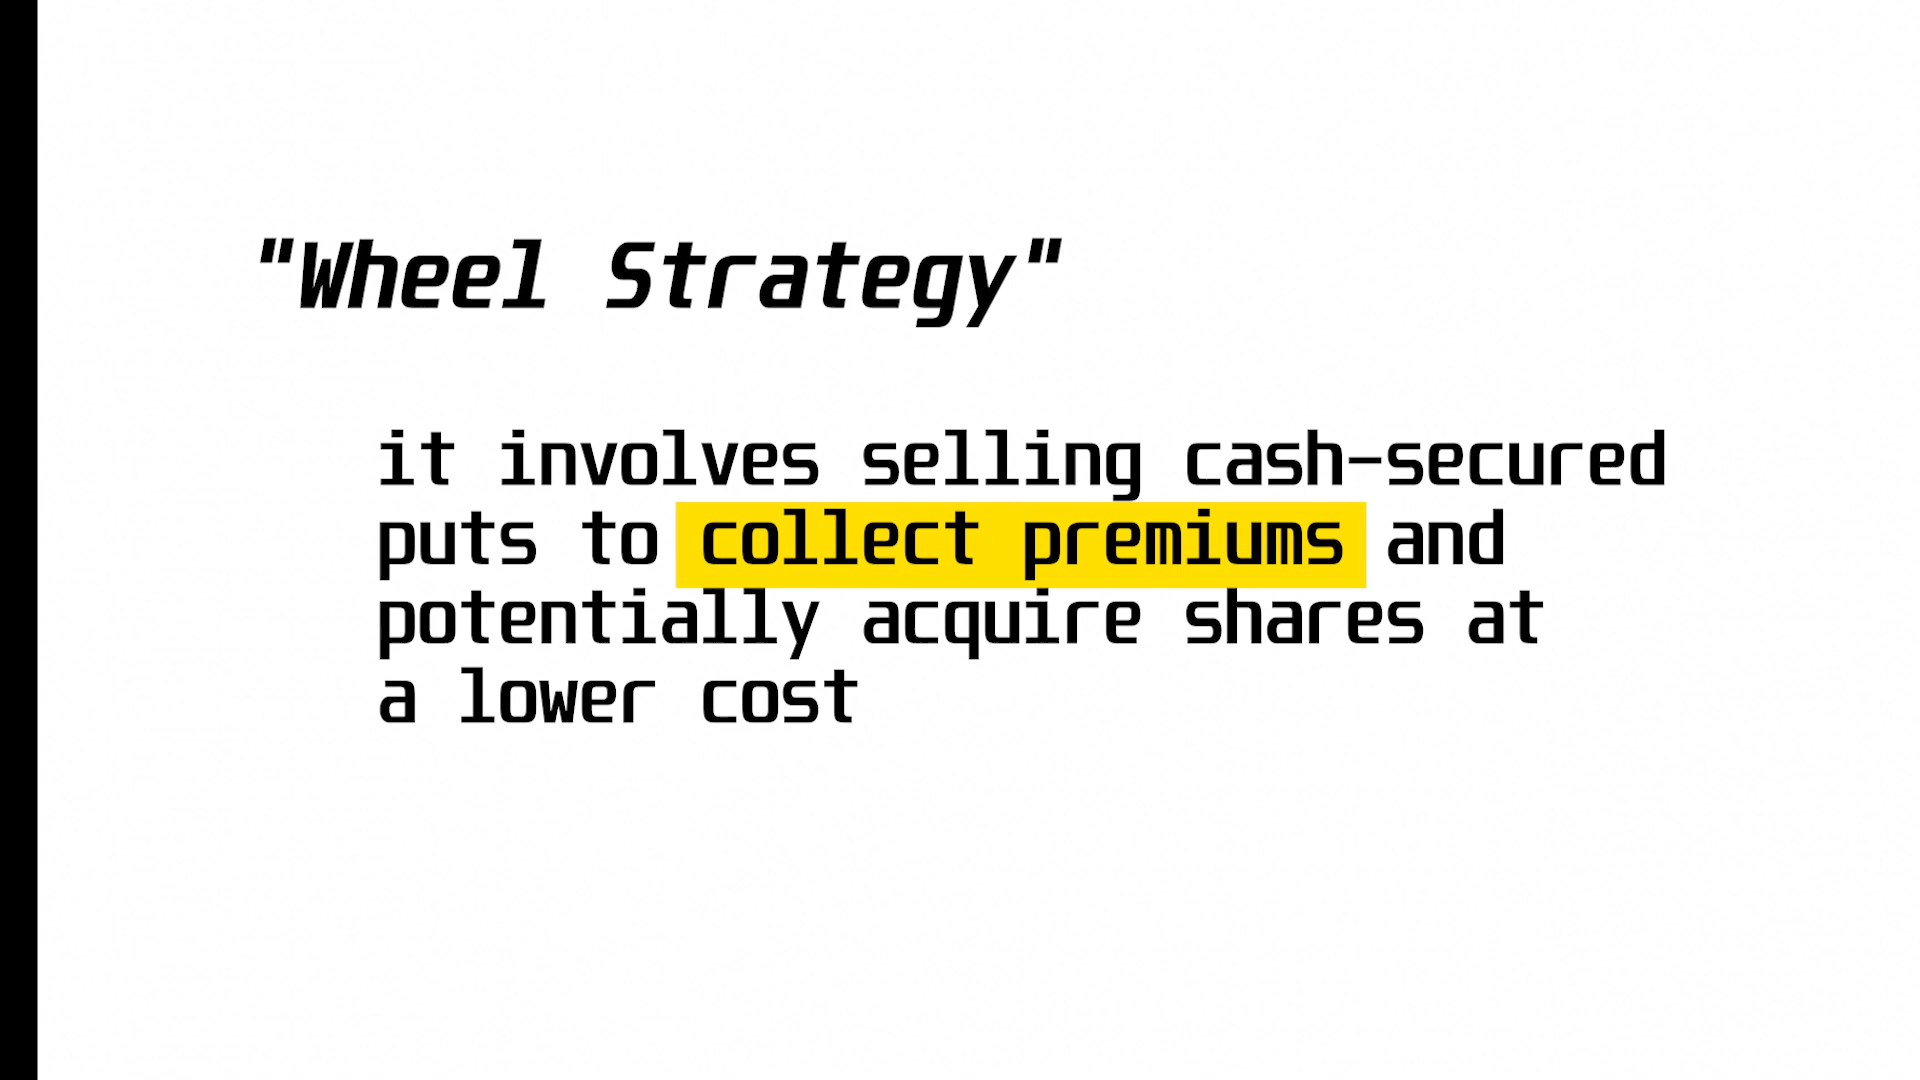 "Wheel Strategy"
it involves selling cash-secured
puts to collect premiums and
potentially acquire shares at
a lower cost